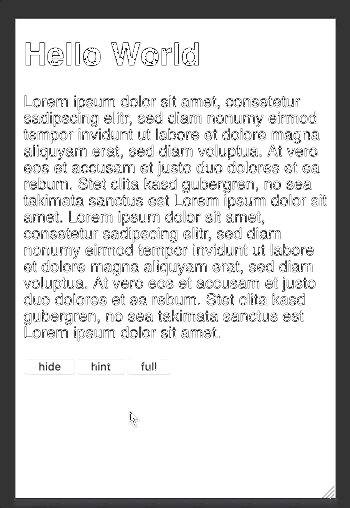 Hello World
Lorem ipsum dolor sit amet, consetetur
sadipscing elitr, sed diam nonumy eirmod
tempor invidunt ut labore et dolore magna
aliquyam erat, sed diam voluptua. At vero
eos et accusam et justo duo dolores et ea
rebum. Stet clita kasd gubergren, no sea
takimata sanctus est Lorem ipsum dolor sit
amet. Lorem ipsum dolor sit amet,
consetetur sadipscing elitr, sed diam
nonumy eirmod tempor invidunt ut labore
et dolore magna aliquyam erat, sed diam
voluptua. At vero eos et accusam et justo
duo dolores et ea rebum. Stet clita kasd
gubergren, no sea takimata sanctus est
Lorem ipsum dolor sit amet.
hide hint full